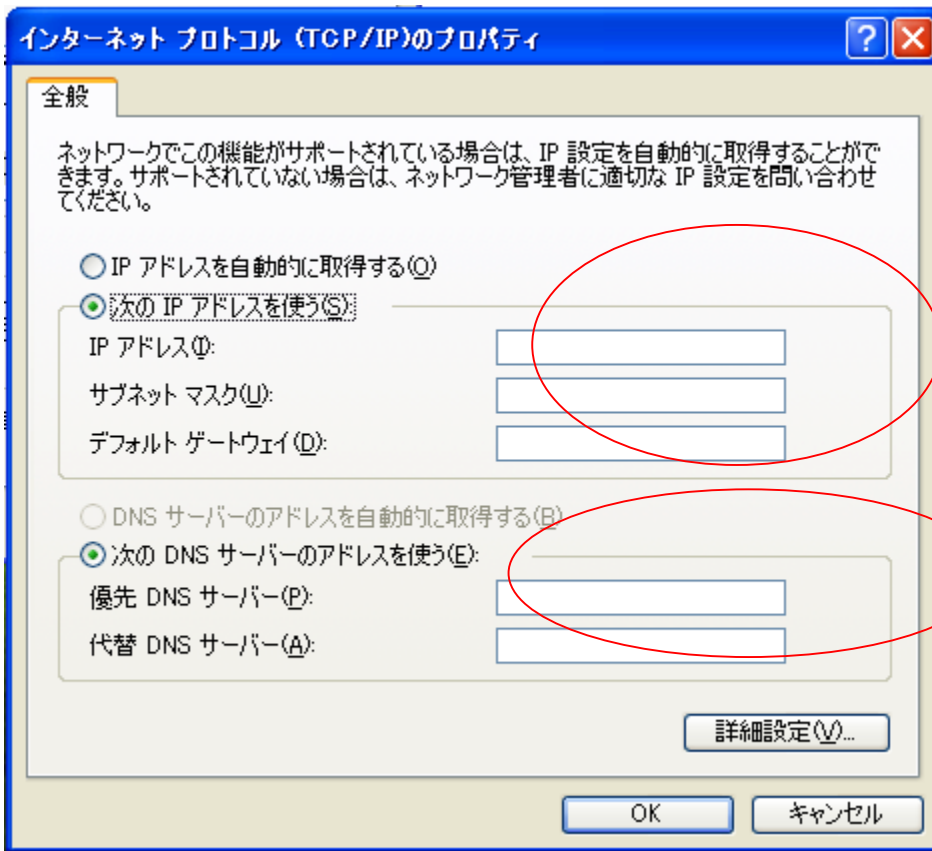 インターネット プロトコル (TCP/IP)のプロパティ
全般
ネットワークでこの機能がサポートされている場合は、IP 設定を自動的に取得することがで
きます。サポートされていない場合は、ネットワーク管理者に適切な IP 設定を問い合わせ
てください。
IP アドレスを自動的に取得する(O)
次の IP アドレスを使う(S):
IP アドレス(I):
サブネット マスク(U):
デフォルト ゲートウェイ(D):
DNS サーバーのアドレスを自動的に取得する(B)
次の DNS サーバーのアドレスを使う(E):
優先 DNS サーバー(P):
代替 DNS サーバー(A):
詳細設定(V)...
OK
キャンセル